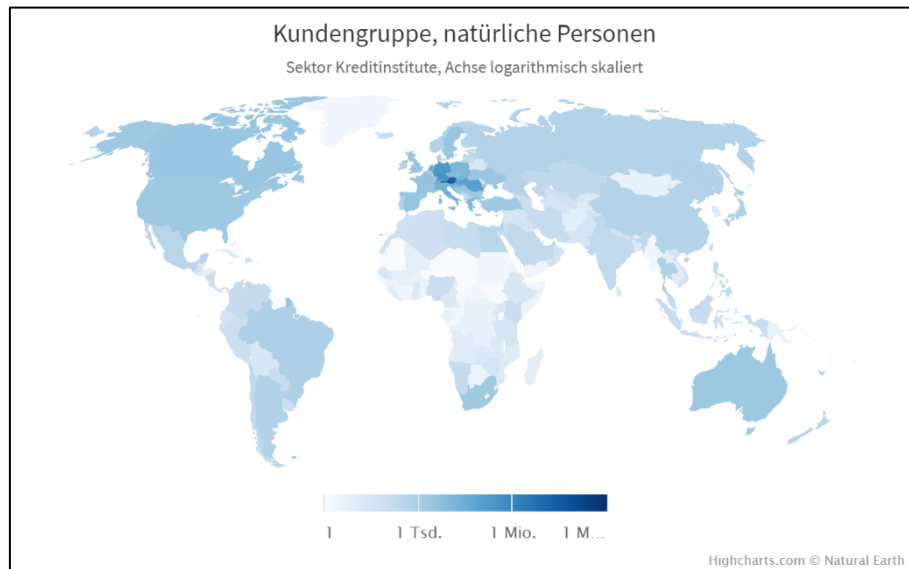 Kundengruppe, natürliche Personen
Sektor Kreditinstitute, Achse logarithmisch skaliert
1 1 Tsd. 1 Mio. 1 M...
Highcharts.com © Natural Earth